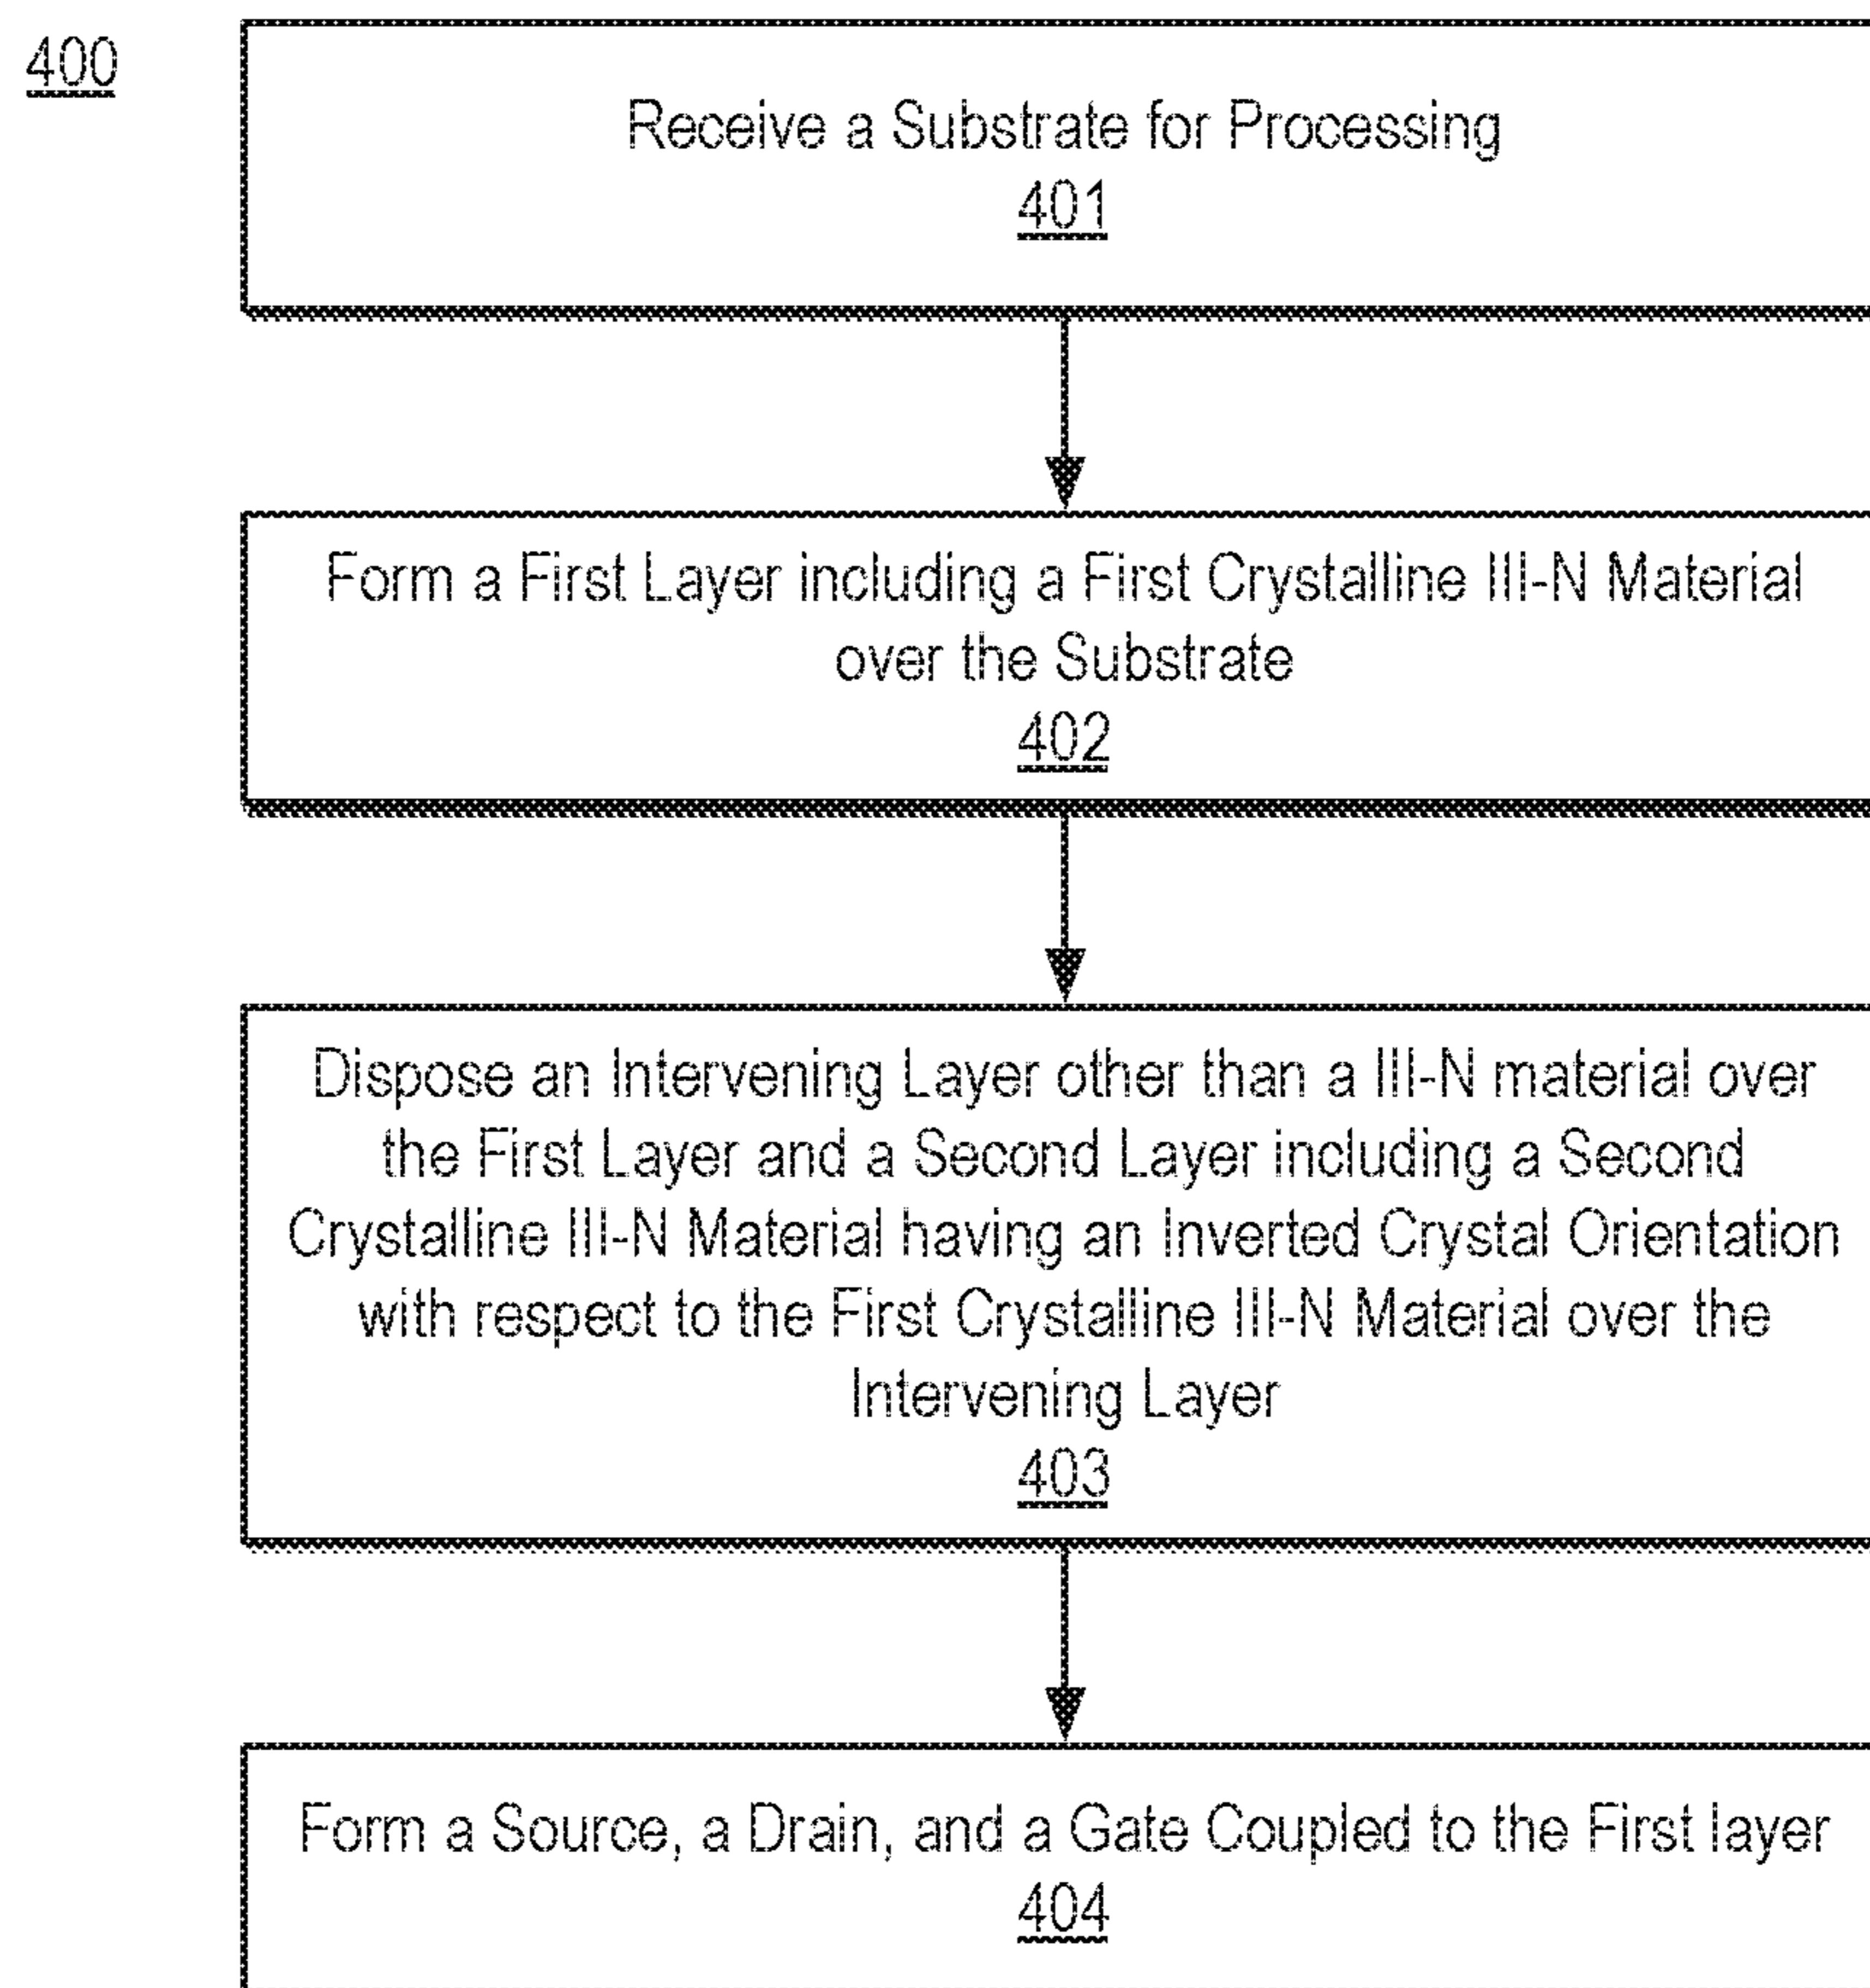 400
Receive a Substrate for Processing
401
Form a First Layer including a First Crystalline III-N Material
over the Substrate
402
Dispose an Intervening Layer other than a III-N material over
the First Layer and a Second Layer including a Second
Crystalline III-N Material having an Inverted Crystal Orientation
with respect to the First Crystalline III-N Material over the
Intervening Layer
403
Form a Source, a Drain, and a Gate Coupled to the First layer
404